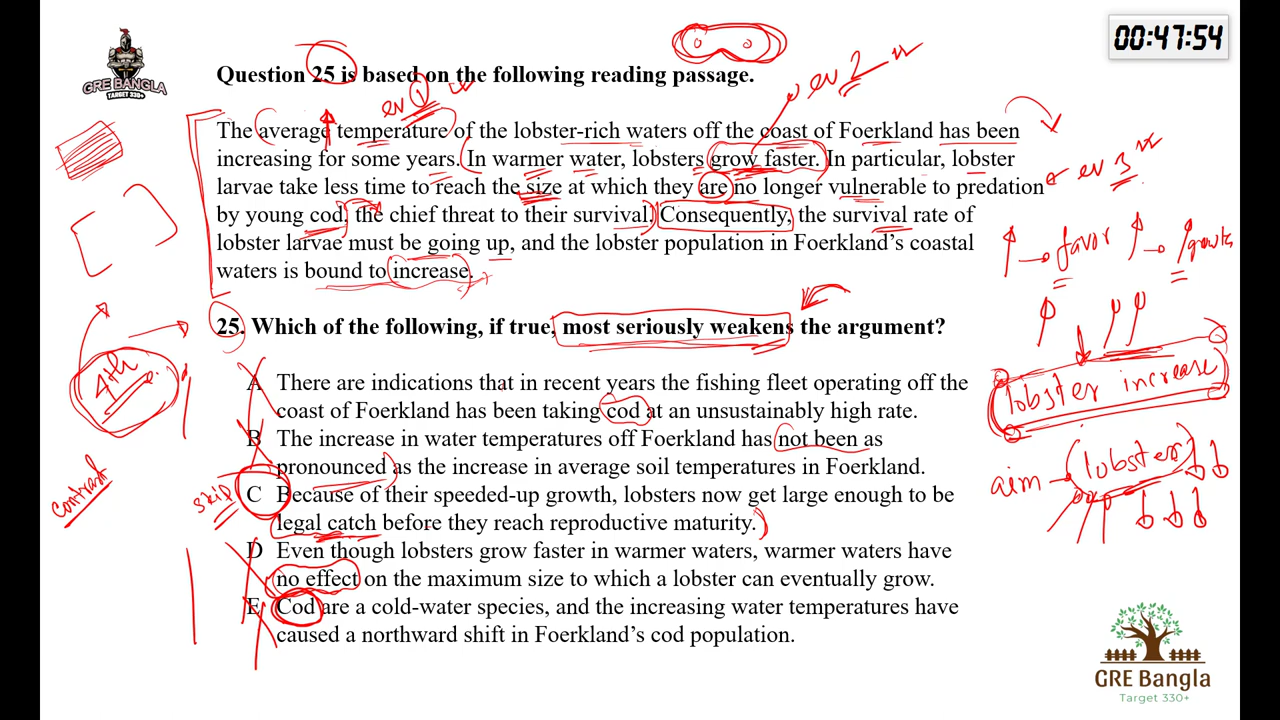 00:47:54
GRE BANGLA
TARGET 330+
Question 25 is based on the following reading passage.
ev 1
ev 2
The average temperature of the lobster-rich waters off the coast of Foerkland has been
increasing for some years. In warmer water, lobsters grow faster. In particular, lobster
larvae take less time to reach the size at which they are no longer vulnerable to predation
by young cod, the chief threat to their survival. Consequently, the survival rate of
lobster larvae must be going up, and the lobster population in Foerkland's coastal
waters is bound to increase.
ev 3
favor
growth
25. Which of the following, if true, most seriously weakens the argument?
4th
contrast
skip
A There are indications that in recent years the fishing fleet operating off the
coast of Foerkland has been taking cod at an unsustainably high rate.
B The increase in water temperatures off Foerkland has not been as
pronounced as the increase in average soil temperatures in Foerkland.
C Because of their speeded-up growth, lobsters now get large enough to be
legal catch before they reach reproductive maturity.
D Even though lobsters grow faster in warmer waters, warmer waters have
no effect on the maximum size to which a lobster can eventually grow.
E Cod are a cold-water species, and the increasing water temperatures have
caused a northward shift in Foerkland's cod population.
lobster increase
aim lobster
GRE Bangla
Target 330+